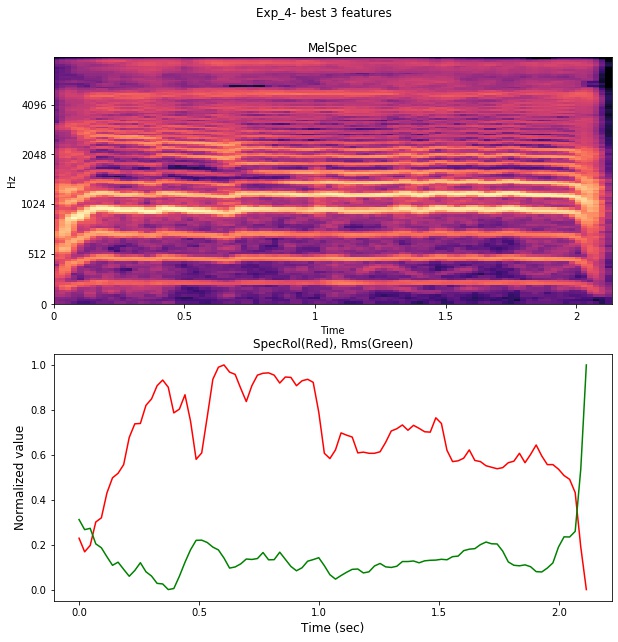 Exp_4- best 3 features
MelSpec
Hz
4096
2048
1024
512
0
0 0.5 1 1.5 2
Time
SpecRol(Red), Rms(Green)
Normalized value
1.0
0.8
0.6
0.4
0.2
0.0
0.0 0.5 1.0 1.5 2.0
Time (sec)